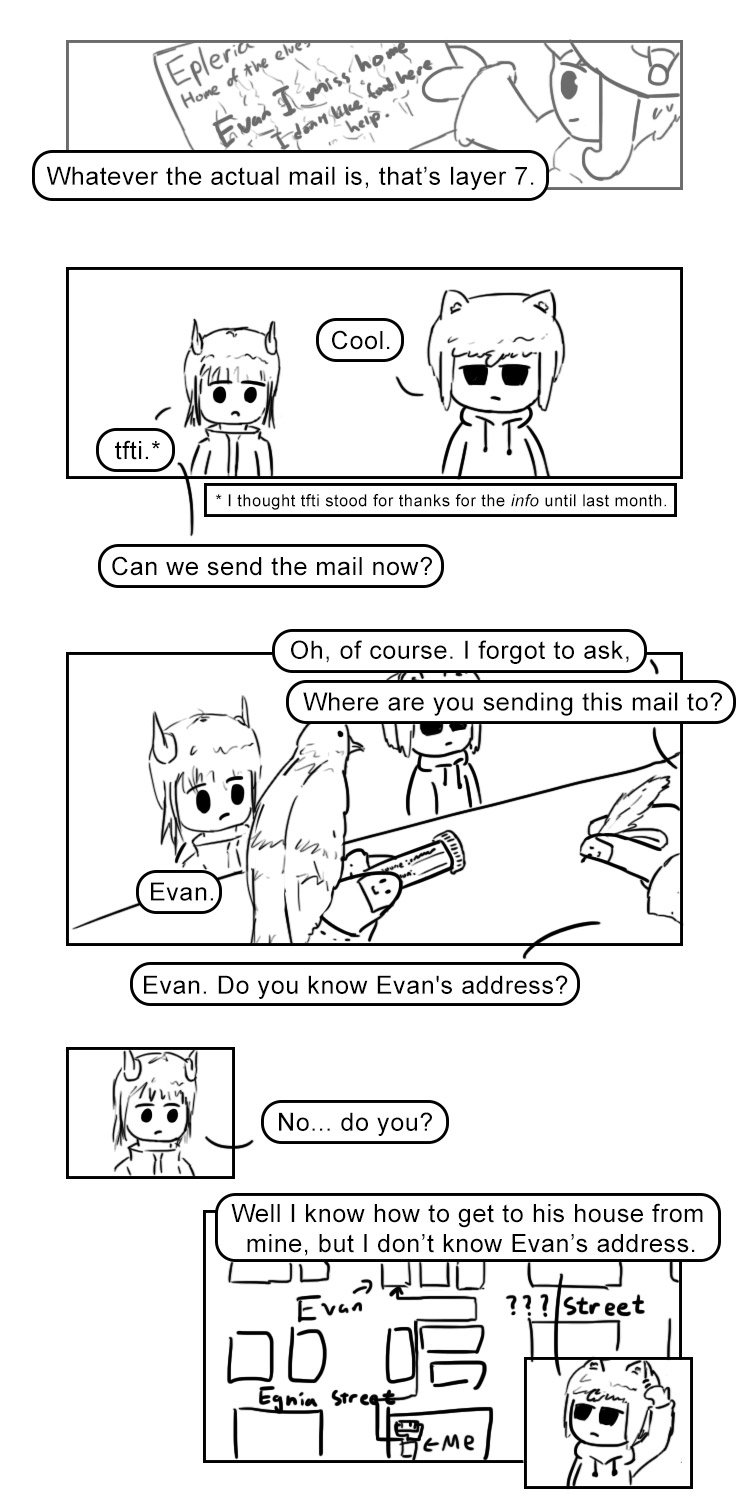 Epleria
Home of the elves
Evan I miss home
I don't like food here
help.
Whatever the actual mail is, that's layer 7.
Cool.
tfti.*
* I thought tfti stood for thanks for the info until last month.
Can we send the mail now?
Oh, of course. I forgot to ask,
Where are you sending this mail to?
Evan.
Evan. Do you know Evan's address?
No... do you?
Well I know how to get to his house from
mine, but I don't know Evan's address.
Evan
??? Street
Egnia Street
←Me